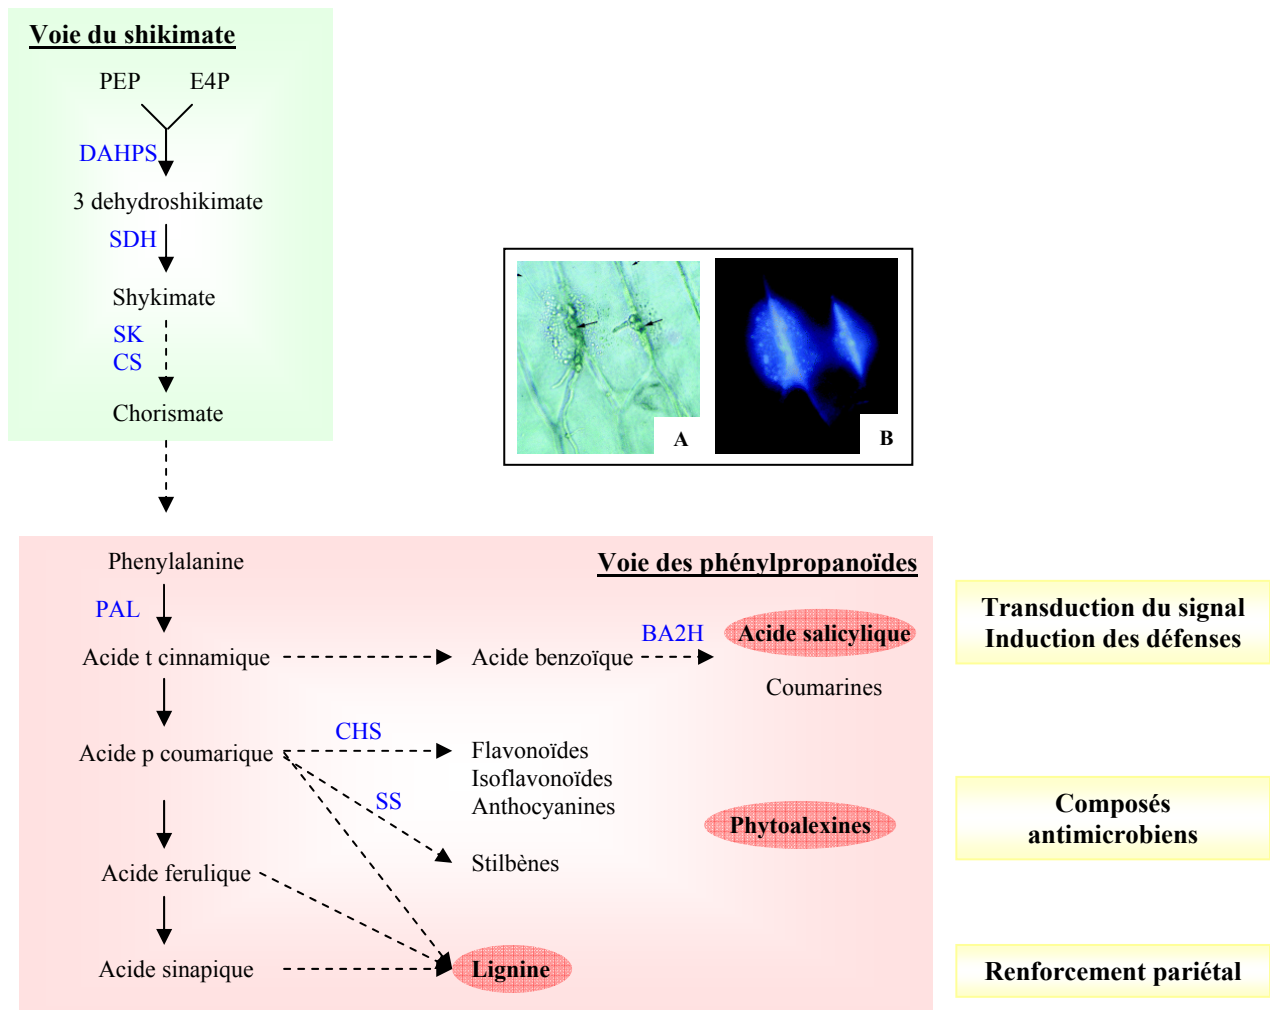 Voie du shikimate
PEP
E4P
DAHPS
3 dehydroshikimate
SDH
Shykimate
SK
CS
Chorismate
A
B
Phenylalanine
Voie des phénylpropanoïdes
PAL
BA2H
Acide salicylique
Transduction du signal
Induction des défenses
Acide t cinnamique
Acide benzoïque
Coumarines
CHS
Acide p coumarique
Flavonoïdes
Isoflavonoïdes
Anthocyanines
SS
Phytoalexines
Composés
antimicrobiens
Stilbènes
Acide ferulique
Acide sinapique
Lignine
Renforcement pariétal